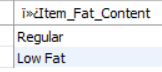 ï»¿Item_Fat_Content
Regular
Low Fat